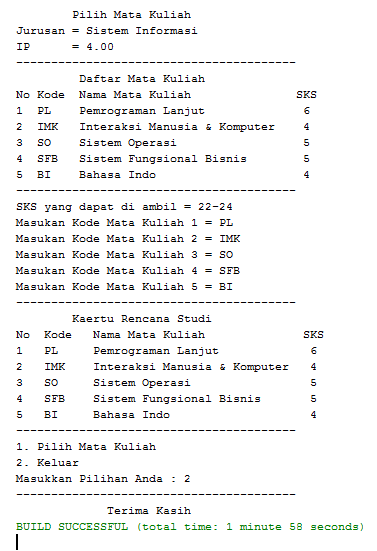 Pilih Mata Kuliah
Jurusan = Sistem Informasi
IP      = 4.00
----------------------------------------
Daftar Mata Kuliah
No Kode  Nama Mata Kuliah               SKS
1  PL    Pemrograman Lanjut              6
2  IMK   Interaksi Manusia & Komputer    4
3  SO    Sistem Operasi                  5
4  SFB   Sistem Fungsional Bisnis        5
5  BI    Bahasa Indo                     4
----------------------------------------
SKS yang dapat di ambil = 22-24
Masukan Kode Mata Kuliah 1 = PL
Masukan Kode Mata Kuliah 2 = IMK
Masukan Kode Mata Kuliah 3 = SO
Masukan Kode Mata Kuliah 4 = SFB
Masukan Kode Mata Kuliah 5 = BI
----------------------------------------
Kaertu Rencana Studi
No  Kode   Nama Mata Kuliah              SKS
1   PL     Pemrograman Lanjut             6
2   IMK    Interaksi Manusia & Komputer   4
3   SO     Sistem Operasi                 5
4   SFB    Sistem Fungsional Bisnis       5
5   BI     Bahasa Indo                    4
----------------------------------------
1. Pilih Mata Kuliah
2. Keluar
Masukkan Pilihan Anda : 2
----------------------------------------
Terima Kasih
BUILD SUCCESSFUL (total time: 1 minute 58 seconds)